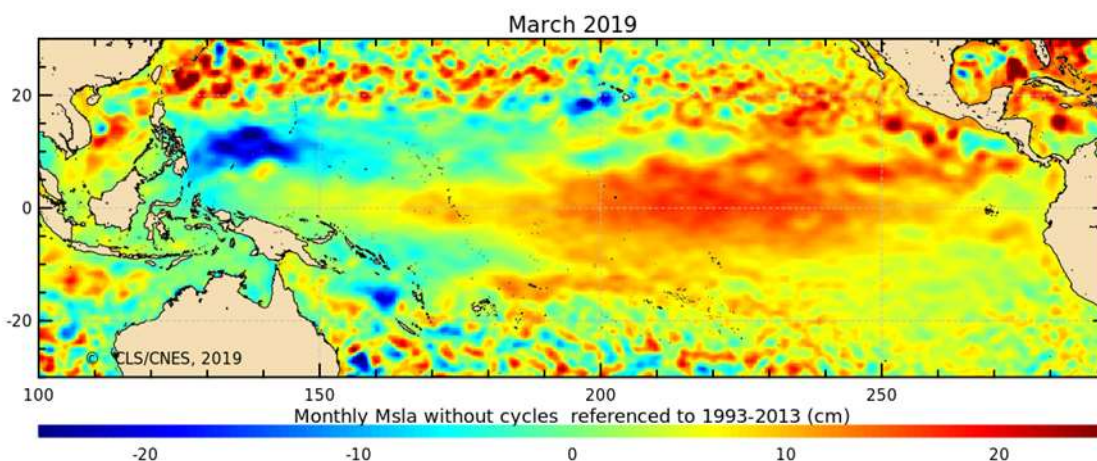 March 2019
20
0
-20
© CLS/CNES, 2019
100 150 200 250
Monthly Msla without cycles referenced to 1993-2013 (cm)
-20 -10 0 10 20